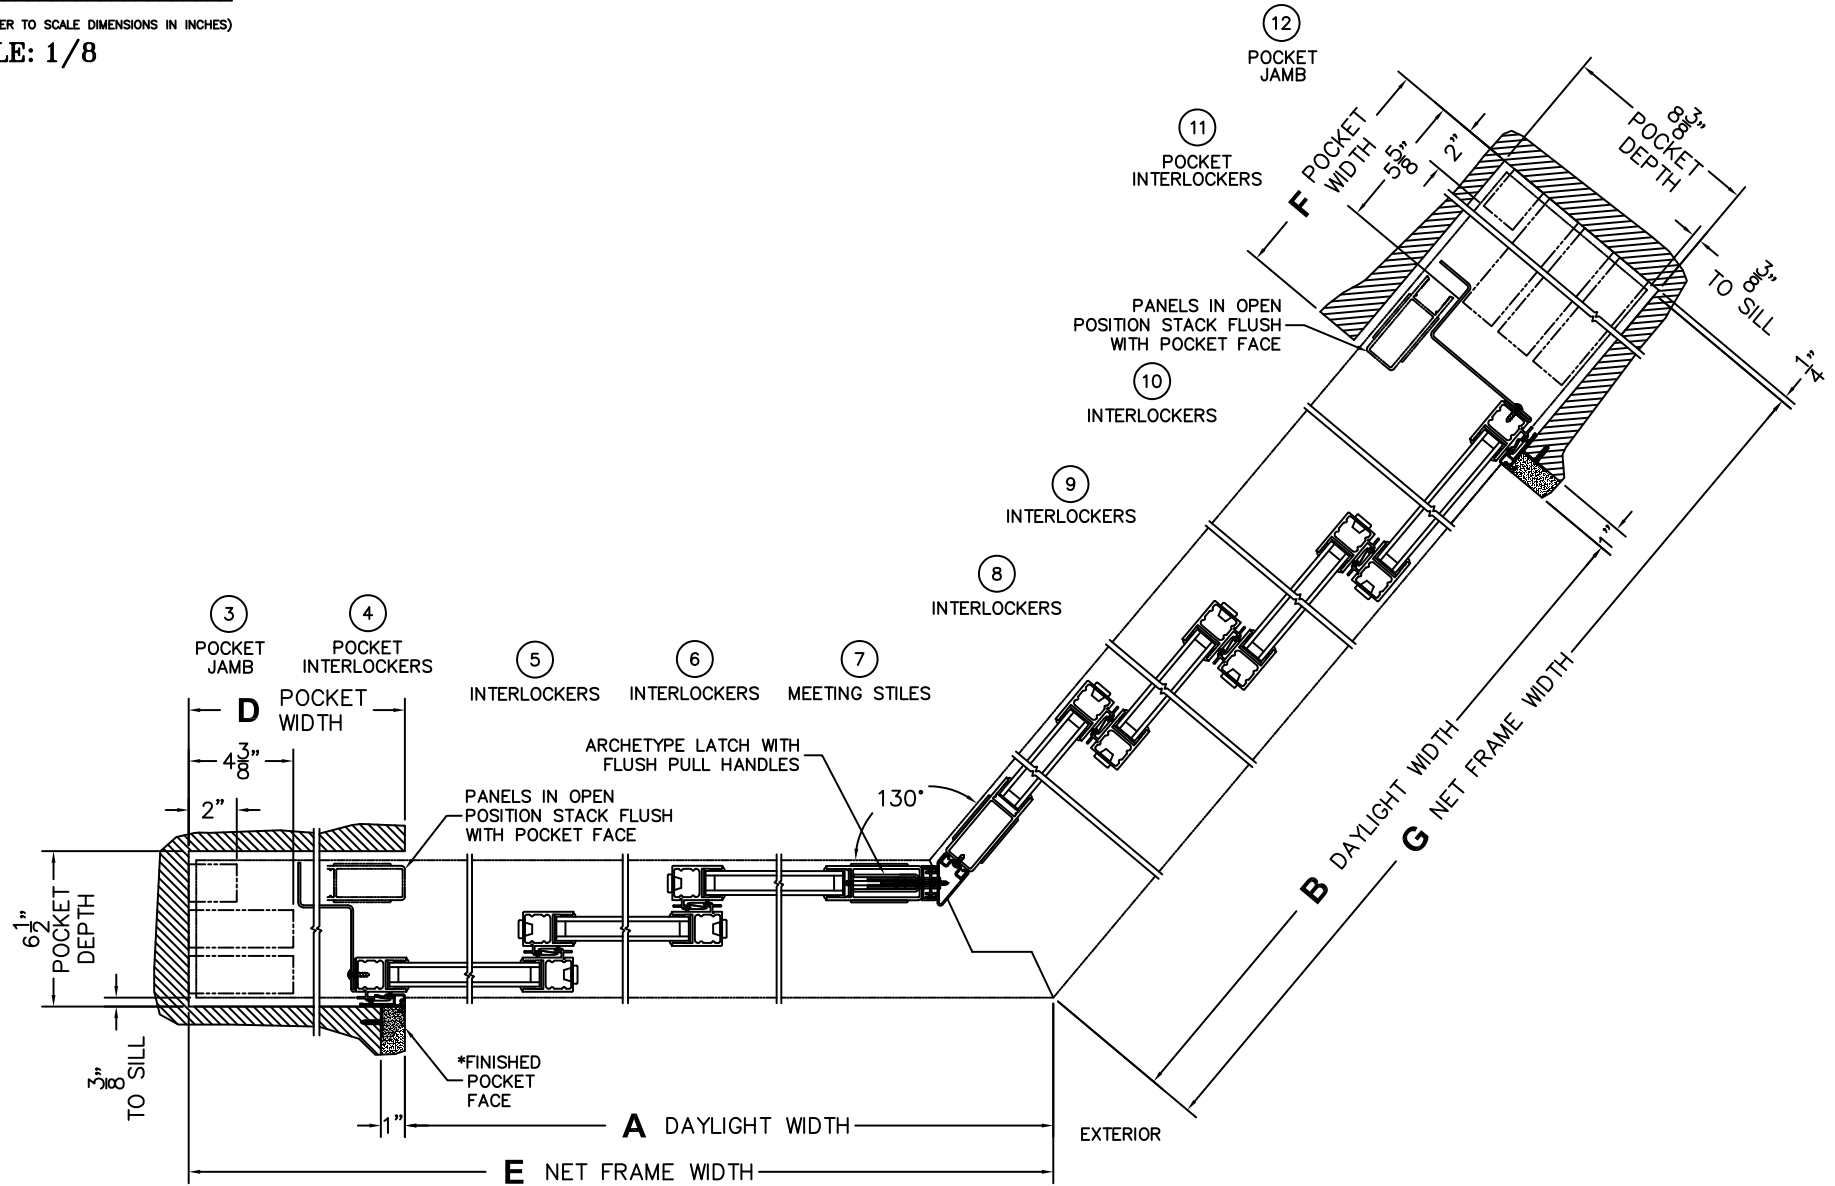 ER TO SCALE DIMENSIONS IN INCHES)
LE: 1/8
12
POCKET
JAMB
11
POCKET
INTERLOCKERS
F POCKET
WIDTH
5 5/8"
2"
8 3/8"
POCKET
DEPTH
3/8"
TO SILL
1/4"
PANELS IN OPEN
POSITION STACK FLUSH
WITH POCKET FACE
10
INTERLOCKERS
9
INTERLOCKERS
8
INTERLOCKERS
1"
B DAYLIGHT WIDTH
G NET FRAME WIDTH
3
POCKET
JAMB
4
POCKET
INTERLOCKERS
5
INTERLOCKERS
6
INTERLOCKERS
7
MEETING STILES
D POCKET
WIDTH
4 3/8"
2"
ARCHETYPE LATCH WITH
FLUSH PULL HANDLES
130°
PANELS IN OPEN
POSITION STACK FLUSH
WITH POCKET FACE
6 1/2"
POCKET
DEPTH
3/8"
TO SILL
*FINISHED
POCKET
FACE
1"
A DAYLIGHT WIDTH
EXTERIOR
E NET FRAME WIDTH